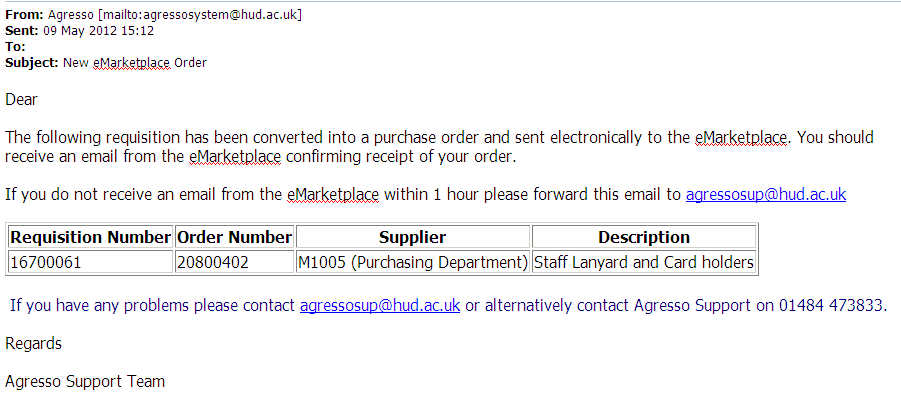 From: Agresso [mailto:agressosystem@hud.ac.uk]
Sent: 09 May 2012 15:12
To:
Subject: New eMarketplace Order
Dear
The following requisition has been converted into a purchase order and sent electronically to the eMarketplace. You should
receive an email from the eMarketplace confirming receipt of your order.
If you do not receive an email from the eMarketplace within 1 hour please forward this email to agressosup@hud.ac.uk
Requisition Number Order Number Supplier Description
16700061 20800402 M1005 (Purchasing Department) Staff Lanyard and Card holders
If you have any problems please contact agressosup@hud.ac.uk or alternatively contact Agresso Support on 01484 473833.
Regards
Agresso Support Team